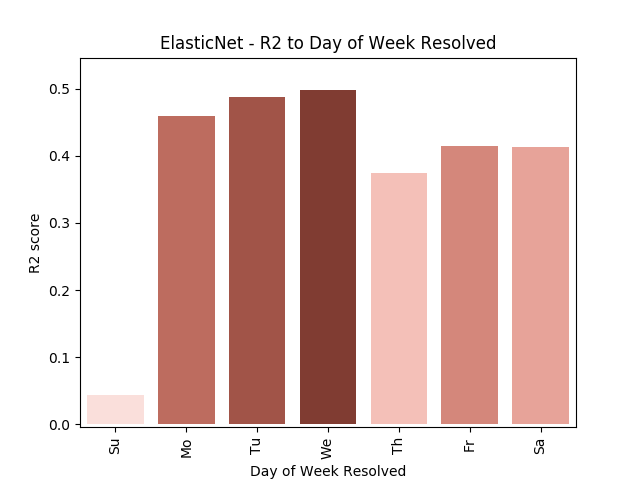 ElasticNet - R2 to Day of Week Resolved
R2 score
0.5
0.4
0.3
0.2
0.1
0.0
Su
Mo
Tu
We
Th
Fr
Sa
Day of Week Resolved